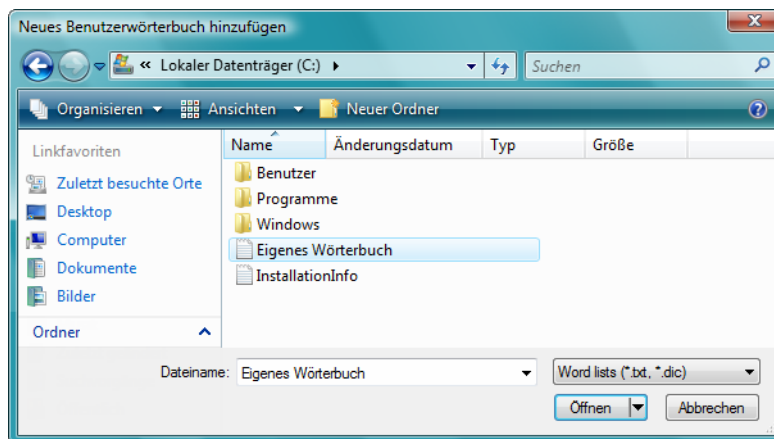 Neues Benutzerwörterbuch hinzufügen
« Lokaler Datenträger (C:) Suchen
Organisieren Ansichten Neuer Ordner
Linkfavoriten
Zuletzt besuchte Orte
Desktop
Computer
Dokumente
Bilder
Ordner
Name Änderungsdatum Typ Größe
Benutzer
Programme
Windows
Eigenes Wörterbuch
InstallationInfo
Dateiname: Eigenes Wörterbuch Word lists (*.txt, *.dic)
Öffnen Abbrechen